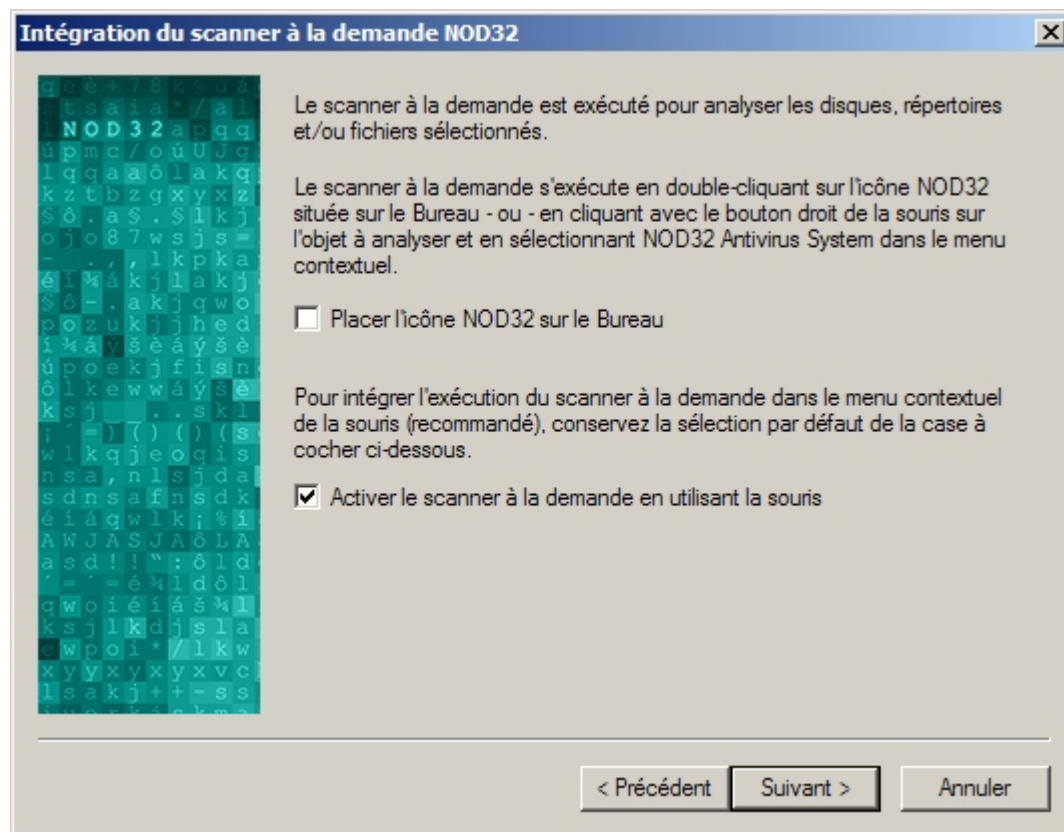 Intégration du scanner à la demande NOD32
NOD32
Le scanner à la demande est exécuté pour analyser les disques, répertoires
et/ou fichiers sélectionnés.
Le scanner à la demande s'exécute en double-cliquant sur l'icône NOD32
située sur le Bureau - ou - en cliquant avec le bouton droit de la souris sur
l'objet à analyser et en sélectionnant NOD32 Antivirus System dans le menu
contextuel.
Placer l'icône NOD32 sur le Bureau
Pour intégrer l'exécution du scanner à la demande dans le menu contextuel
de la souris (recommandé), conservez la sélection par défaut de la case à
cocher ci-dessous.
Activer le scanner à la demande en utilisant la souris
< Précédent
Suivant >
Annuler